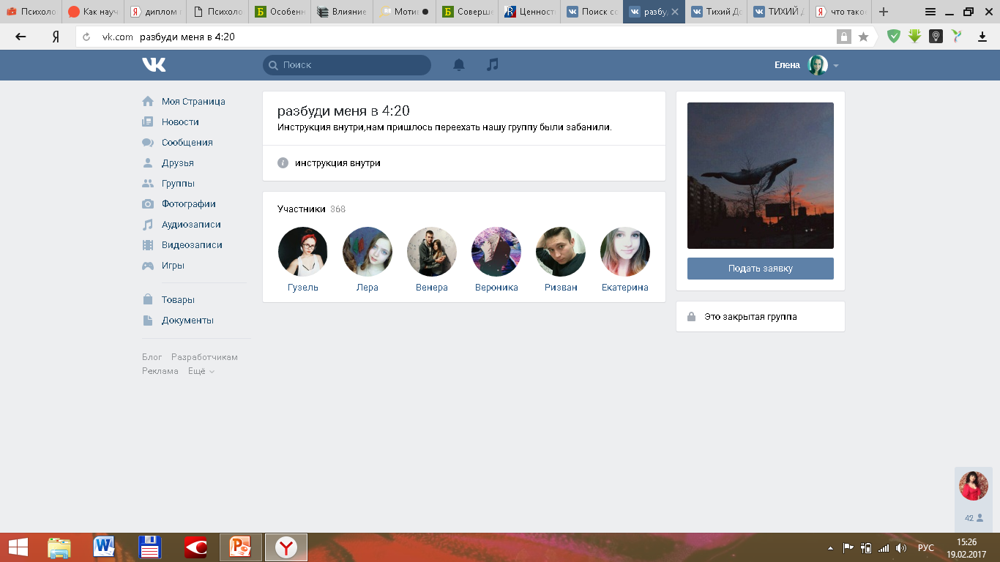 Психоло
Как науч
диплом п
Психоло
Особенн
Влияние
Мотив
Соверше
Ценност
Поиск со
разбуд
Тихий До
ТИХИЙ Д
что тако
vk.com разбуди меня в 4:20
Поиск
Елена
Моя Страница
Новости
Сообщения
Друзья
Группы
Фотографии
Аудиозаписи
Видеозаписи
Игры
Товары
Документы
Блог Разработчикам
Реклама Ещё
разбуди меня в 4:20
Инструкция внутри,нам пришлось переехать нашу группу были забанили.
инструкция внутри
Участники 368
Гузель
Лера
Венера
Вероника
Ризван
Екатерина
Подать заявку
Это закрытая группа
42
РУС
15:26
19.02.2017